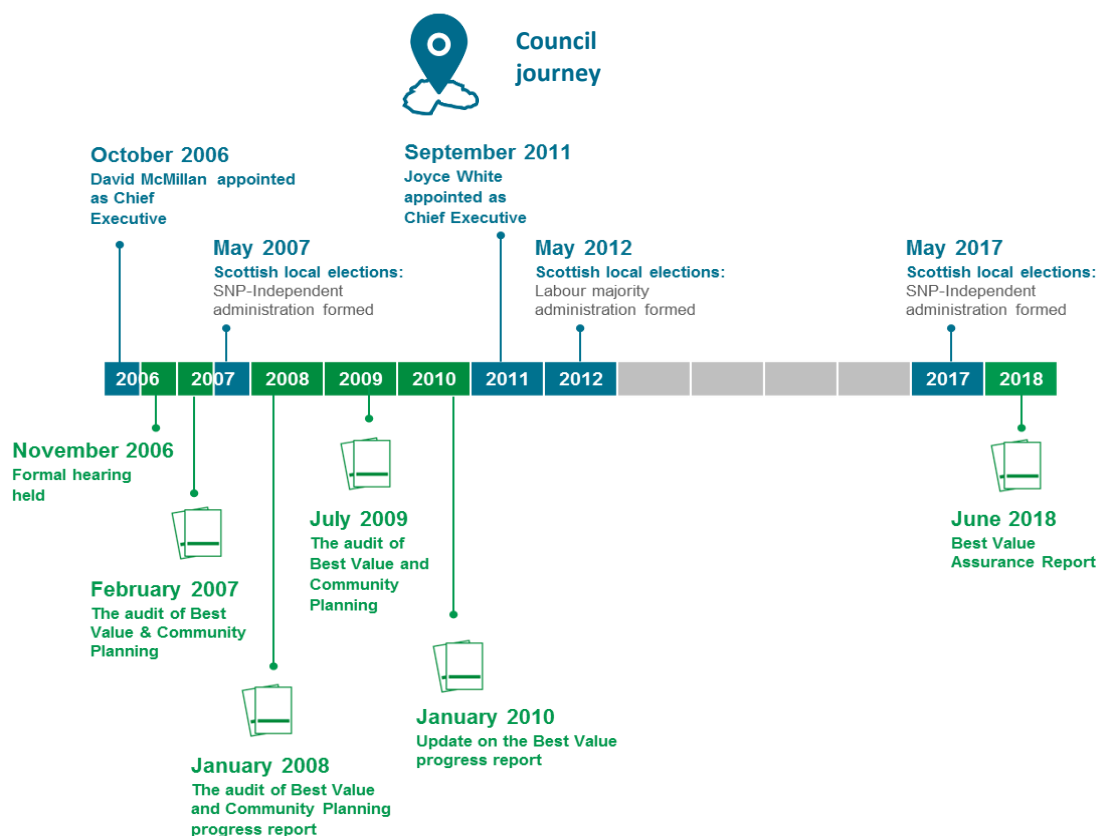 Council
journey
October 2006
David McMillan appointed
as Chief
Executive
September 2011
Joyce White
appointed as
Chief Executive
May 2007
Scottish local elections:
SNP-Independent
administration formed
May 2012
Scottish local elections:
Labour majority
administration formed
May 2017
Scottish local elections:
SNP-Independent
administration formed
2006 2007 2008 2009 2010 2011 2012 2017 2018
November 2006
Formal hearing
held
February 2007
The audit of Best
Value & Community
Planning
January 2008
The audit of Best Value
and Community Planning
progress report
July 2009
The audit of
Best Value and
Community
Planning
January 2010
Update on the Best Value
progress report
June 2018
Best Value
Assurance Report